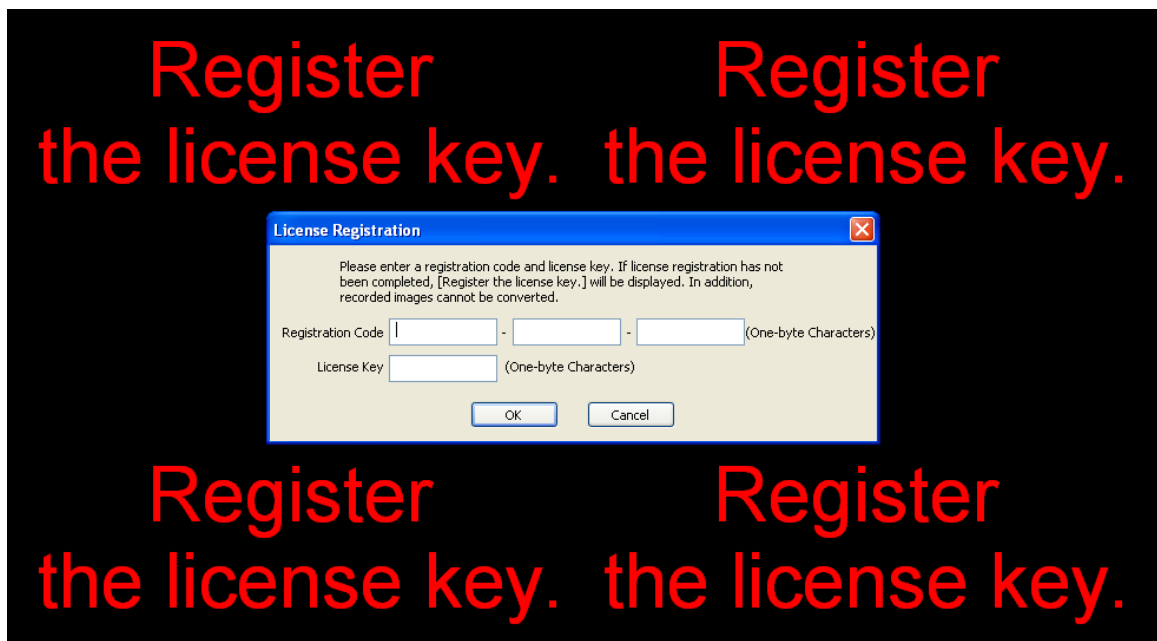 Register Register
the license key. the license key.
License Registration
Please enter a registration code and license key. If license registration has not
been completed, [Register the license key.] will be displayed. In addition,
recorded images cannot be converted.
Registration Code - - (One-byte Characters)
License Key (One-byte Characters)
OK Cancel
Register Register
the license key. the license key.